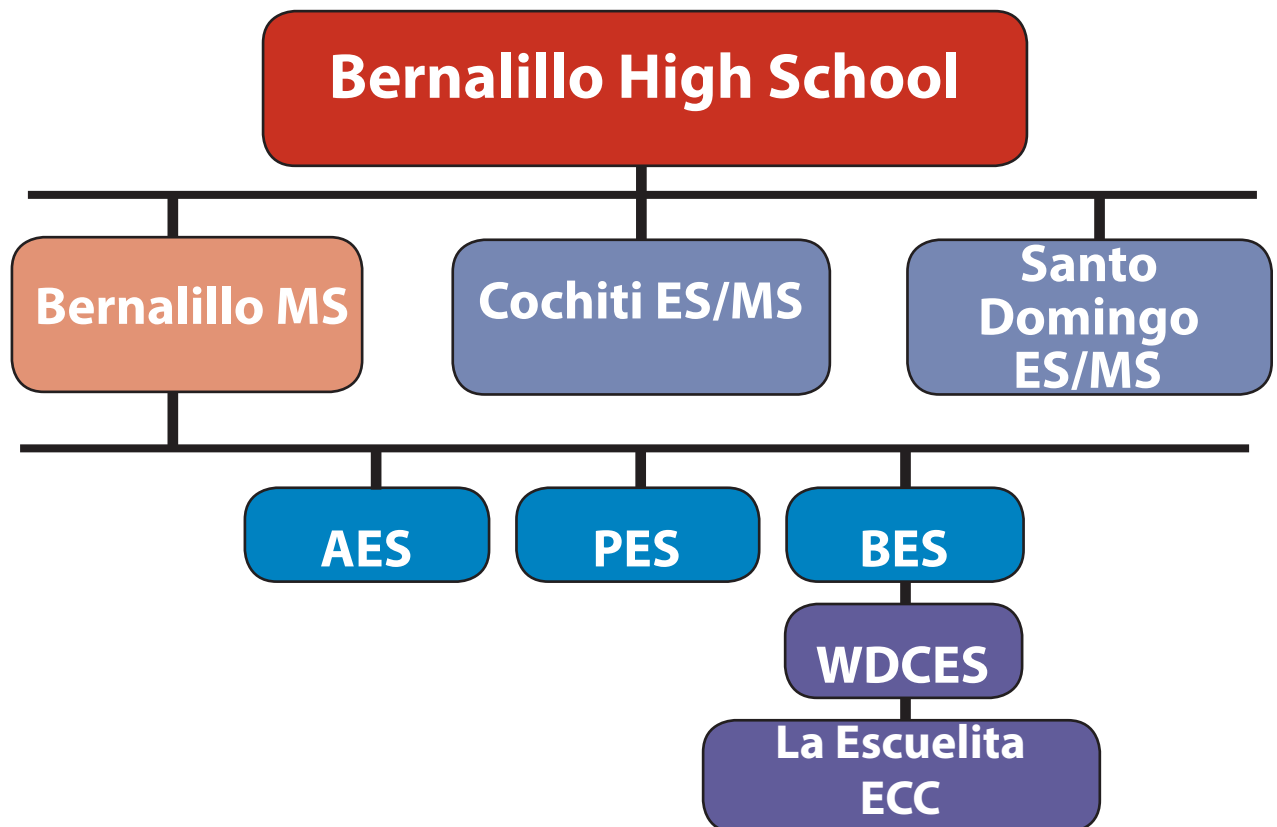 Bernalillo High School
Bernalillo MS
Cochiti ES/MS
Santo
Domingo
ES/MS
AES
PES
BES
WDCES
La Escuelita
ECC